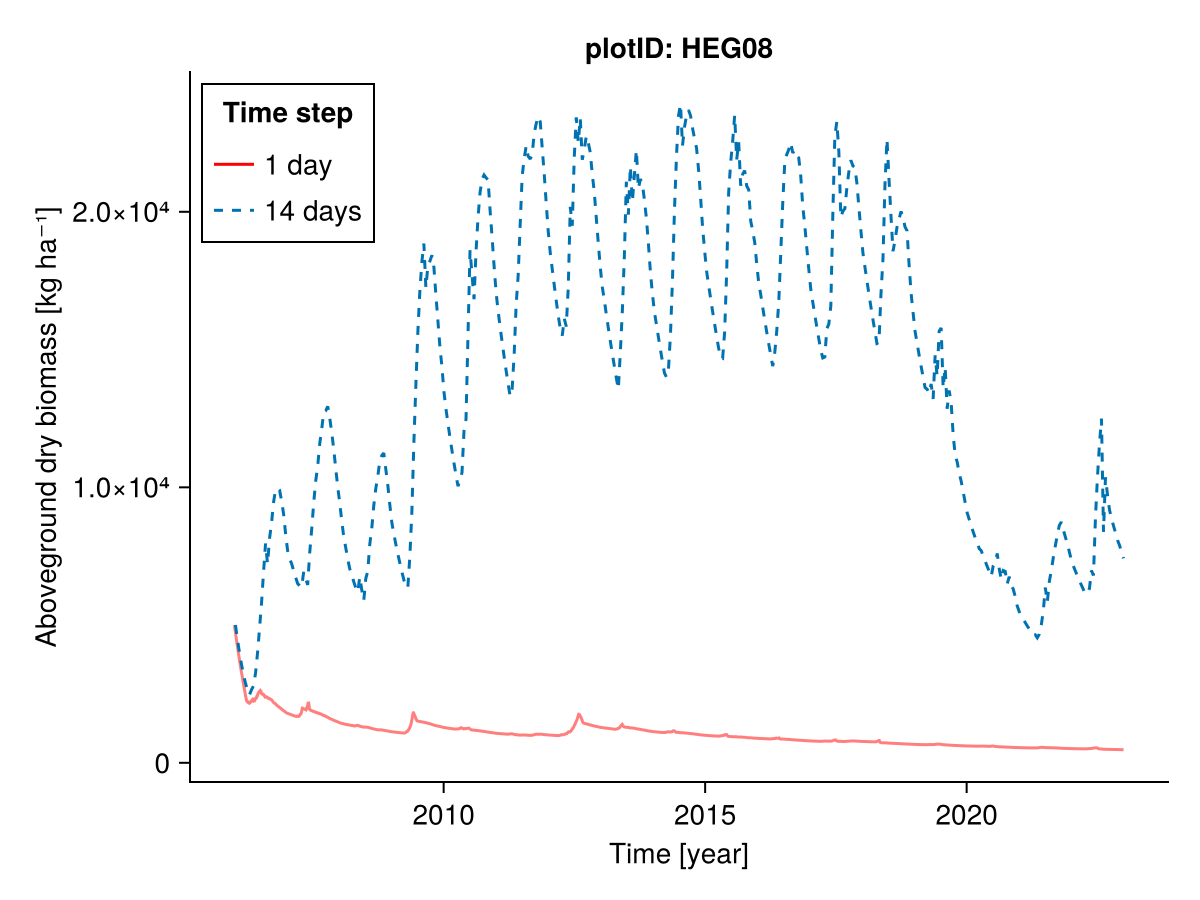 plotID: HEG08
Time step
1 day
14 days
Aboveground dry biomass [kg ha⁻¹]
2.0×10⁴
1.0×10⁴
0
2010
2015
2020
Time [year]